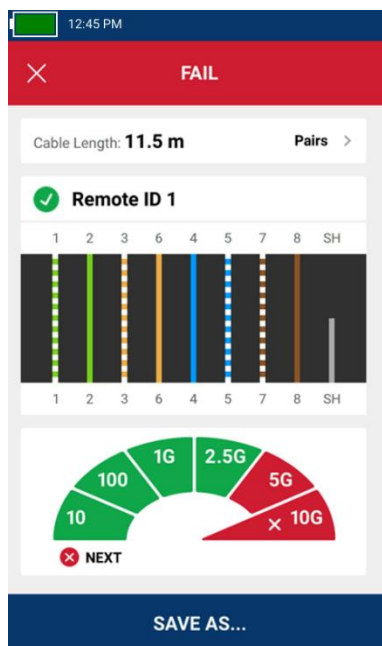 12:45 PM
FAIL
Cable Length: 11.5 m Pairs >
Remote ID 1
1 2 3 6 4 5 7 8 SH
1 2 3 6 4 5 7 8 SH
10 100 1G 2.5G 5G 10G
NEXT
SAVE AS...